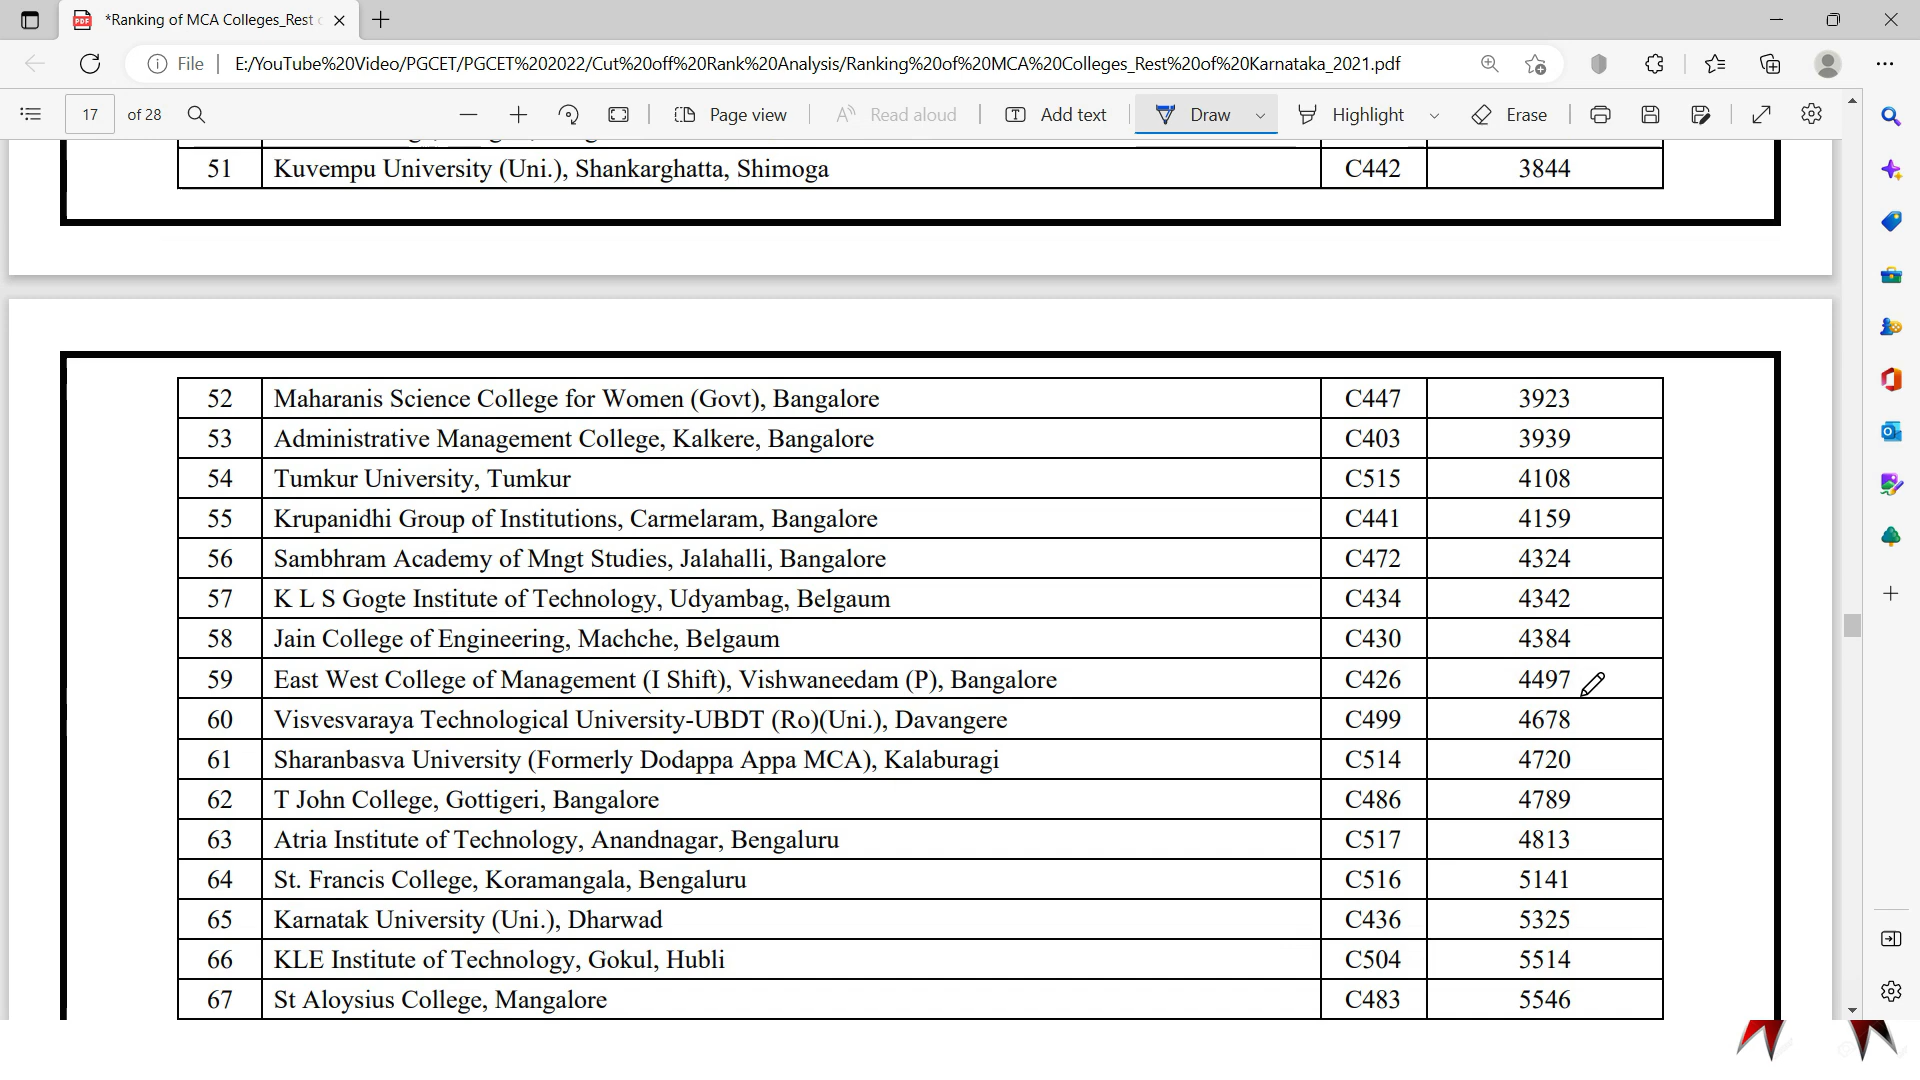 *Ranking of MCA Colleges_Rest
File
E:/YouTube%20Video/PGCET/PGCET%202022/Cut%20off%20Rank%20Analysis/Ranking%20of%20MCA%20Colleges_Rest%20of%20Karnataka_2021.pdf
17 of 28 Page view Read aloud Add text Draw Highlight Erase
51 Kuvempu University (Uni.), Shankarghatta, Shimoga C442 3844
52 Maharanis Science College for Women (Govt), Bangalore C447 3923
53 Administrative Management College, Kalkere, Bangalore C403 3939
54 Tumkur University, Tumkur C515 4108
55 Krupanidhi Group of Institutions, Carmelaram, Bangalore C441 4159
56 Sambhram Academy of Mngt Studies, Jalahalli, Bangalore C472 4324
57 K L S Gogte Institute of Technology, Udyambag, Belgaum C434 4342
58 Jain College of Engineering, Machche, Belgaum C430 4384
59 East West College of Management (I Shift), Vishwaneedam (P), Bangalore C426 4497
60 Visvesvaraya Technological University-UBDT (Ro)(Uni.), Davangere C499 4678
61 Sharanbasva University (Formerly Dodappa Appa MCA), Kalaburagi C514 4720
62 T John College, Gottigeri, Bangalore C486 4789
63 Atria Institute of Technology, Anandnagar, Bengaluru C517 4813
64 St. Francis College, Koramangala, Bengaluru C516 5141
65 Karnatak University (Uni.), Dharwad C436 5325
66 KLE Institute of Technology, Gokul, Hubli C504 5514
67 St Aloysius College, Mangalore C483 5546